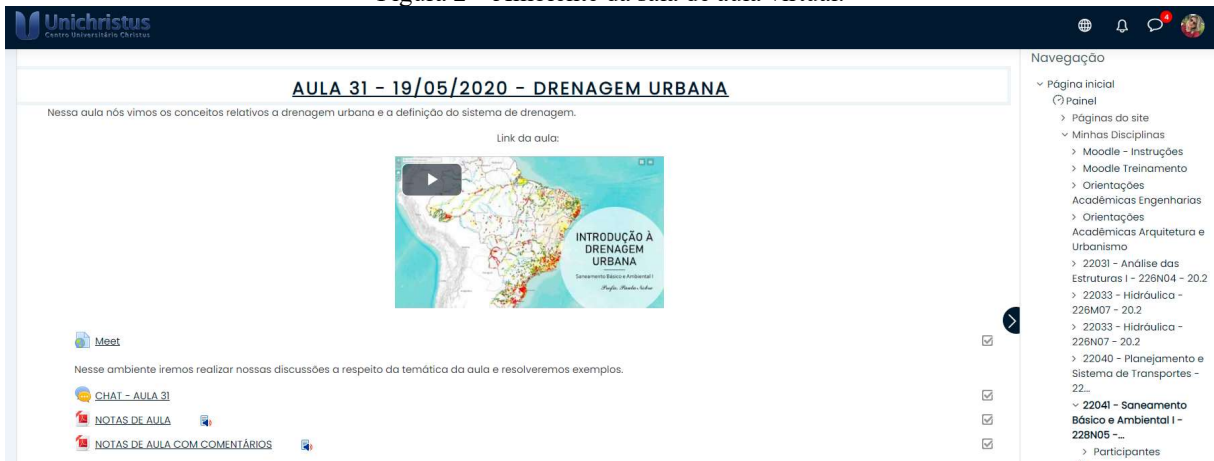 Figura 2 – Ambiente da sala de aula virtual.
Unichristus
Centro Universitário Christus
4
AULA 31 - 19/05/2020 - DRENAGEM URBANA
Nessa aula nós vimos os conceitos relativos a drenagem urbana e a definição do sistema de drenagem.
Link da aula:
INTRODUÇÃO À
DRENAGEM
URBANA
Saneamento Básico e Ambiental I
Meet
Nesse ambiente iremos realizar nossas discussões a respeito da temática da aula e resolveremos exemplos.
CHAT - AULA 31
NOTAS DE AULA
NOTAS DE AULA COM COMENTÁRIOS
Navegação
Página inicial
Painel
Páginas do site
Minhas Disciplinas
Moodle - Instruções
Moodle Treinamento
Orientações
Acadêmicas Engenharias
Orientações
Acadêmicas Arquitetura e
Urbanismo
22031 - Análise das
Estruturas I - 226N04 - 20.2
22033 - Hidráulica -
226M07 - 20.2
22033 - Hidráulica -
226N07 - 20.2
22040 - Planejamento e
Sistema de Transportes -
22...
22041 - Saneamento
Básico e Ambiental I -
228N05 -...
Participantes